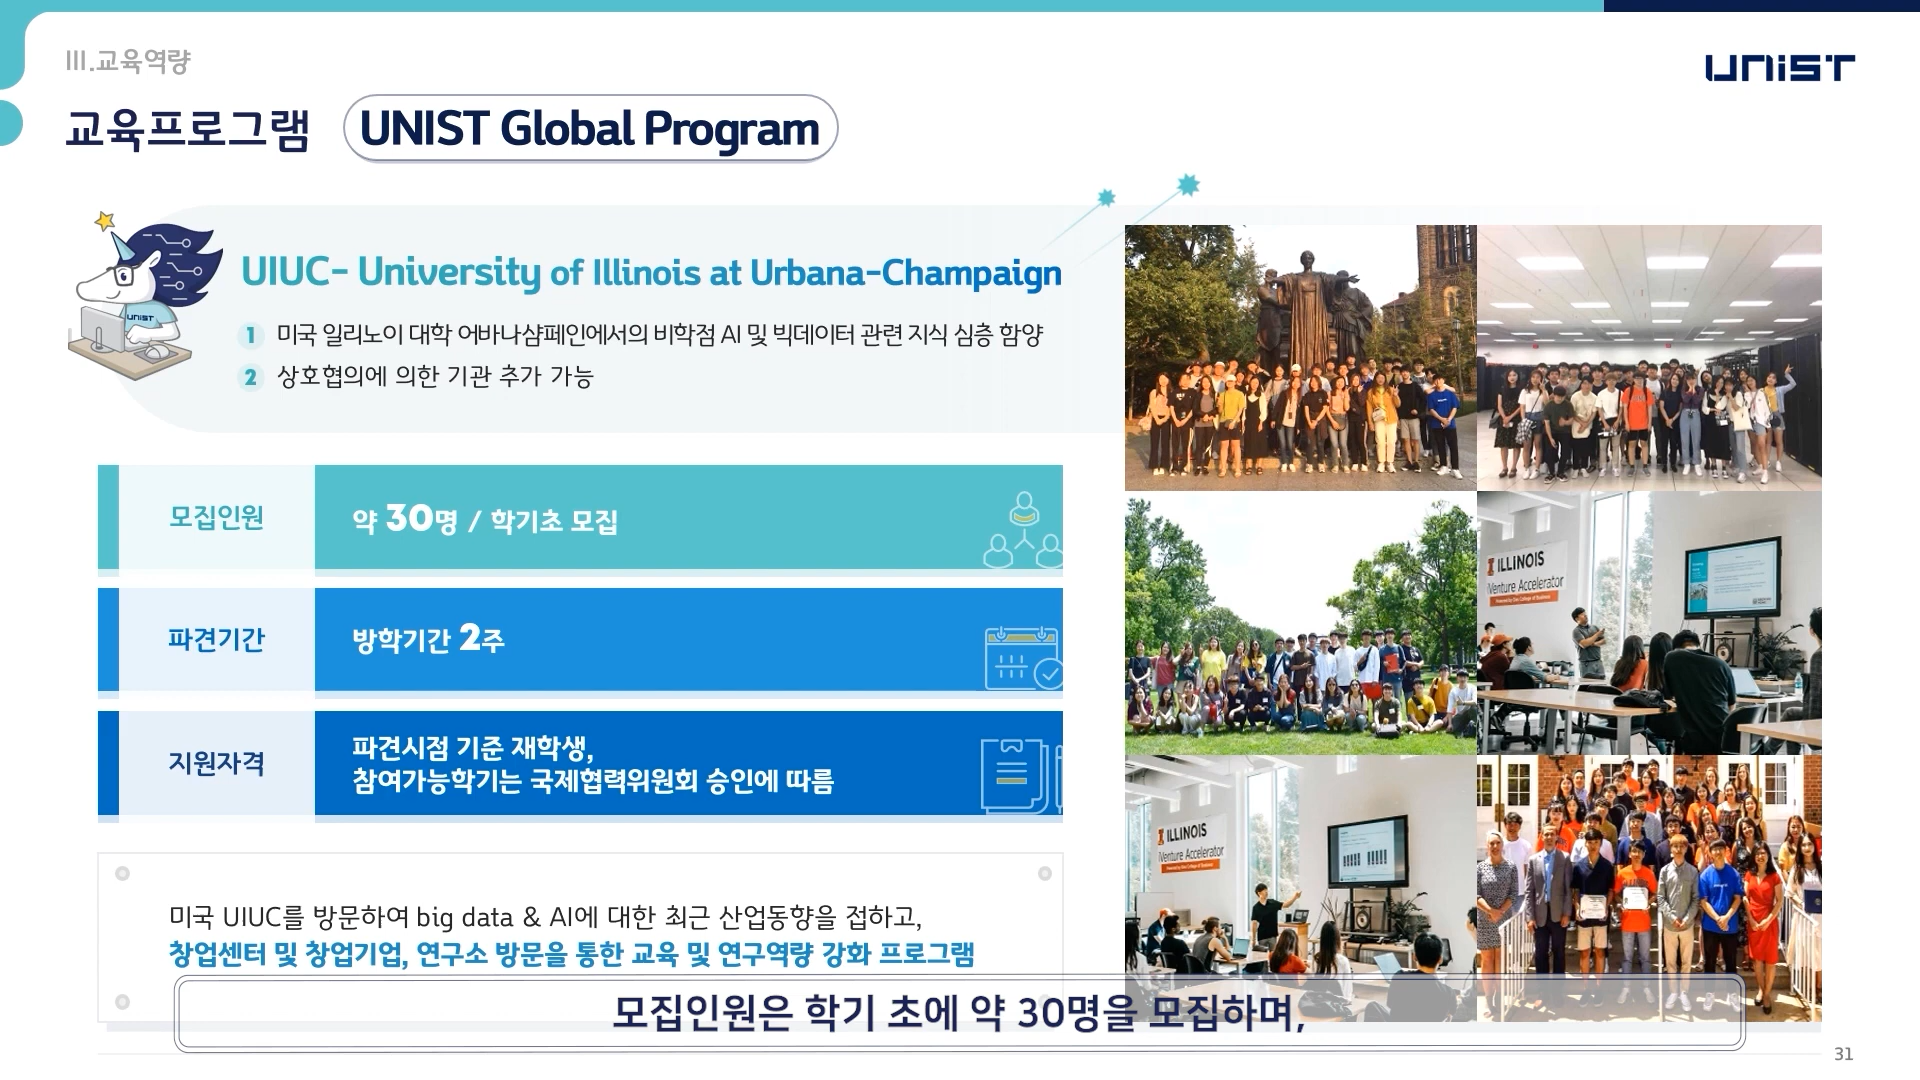 III.교육역량
UNIST
교육프로그램
UNIST Global Program
UNIST
UIUC- University of Illinois at Urbana-Champaign
1 미국 일리노이 대학 어바나샴페인에서의 비학점 AI 및 빅데이터 관련 지식 심층 함양
2 상호협의에 의한 기관 추가 가능
모집인원
약 30명 / 학기초 모집
파견기간
방학기간 2주
지원자격
파견시점 기준 재학생,
참여가능학기는 국제협력위원회 승인에 따름
ILLINOIS
iVenture Accelerator
ILLINOIS
iVenture Accelerator
미국 UIUC를 방문하여 big data & AI에 대한 최근 산업동향을 접하고,
창업센터 및 창업기업, 연구소 방문을 통한 교육 및 연구역량 강화 프로그램
모집인원은 학기 초에 약 30명을 모집하며,
31